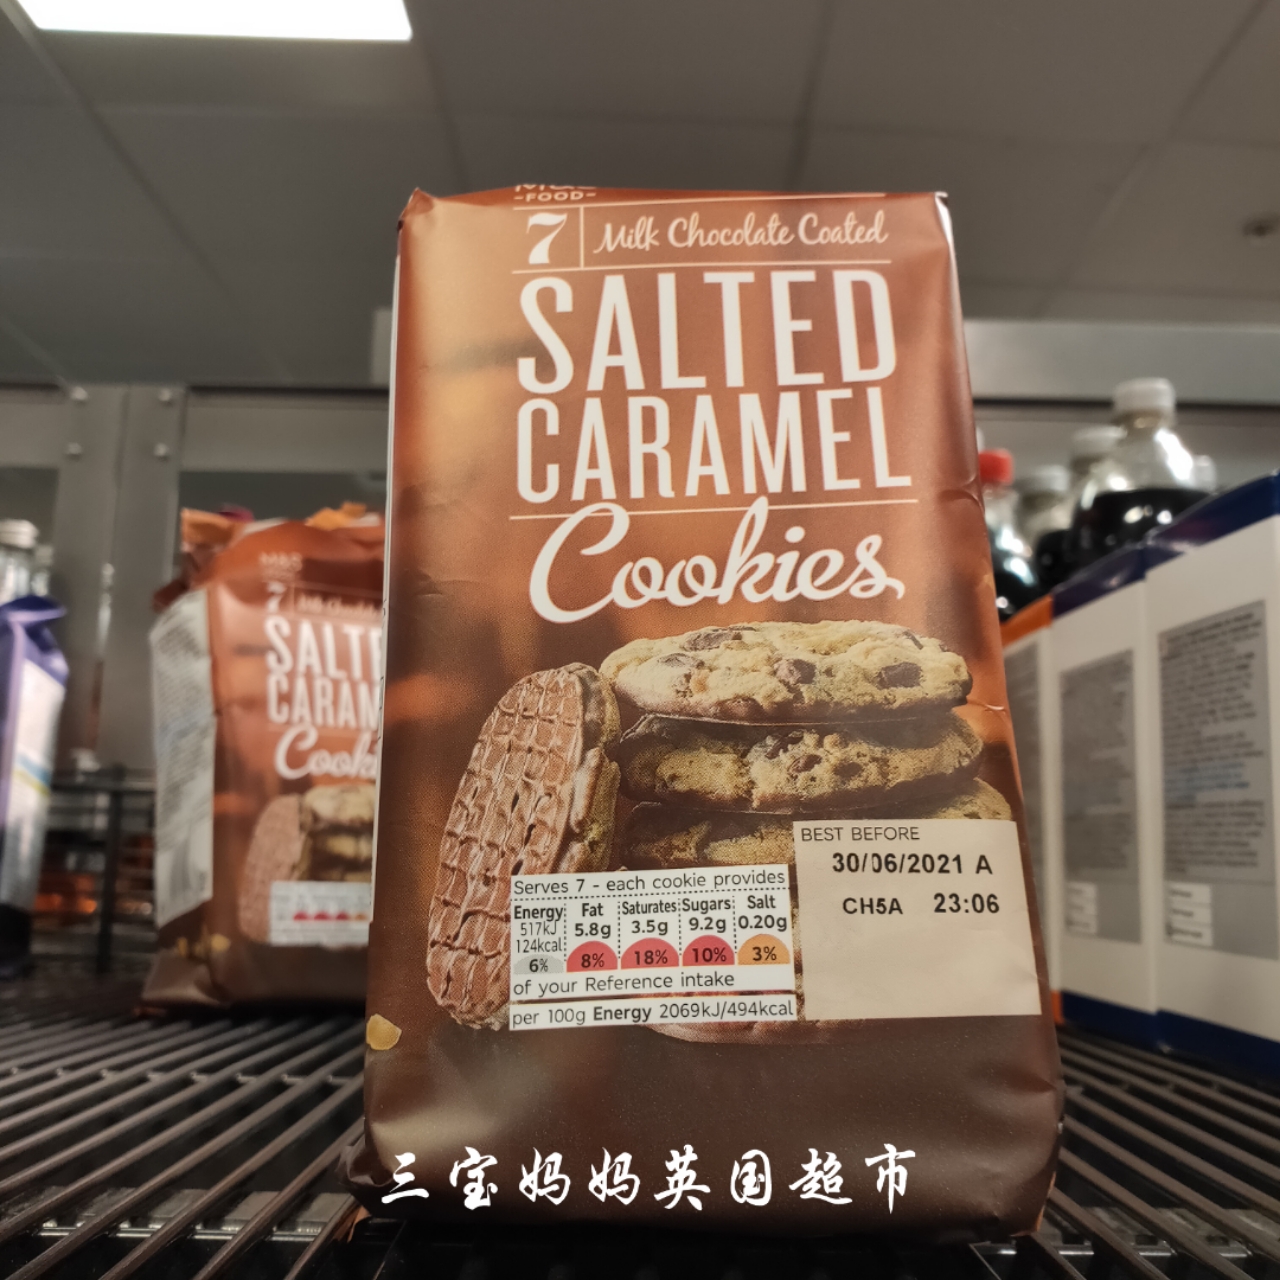 -FOOD-
7 Milk Chocolate Coated
SALTED
CARAMEL
Cookies
BEST BEFORE
30/06/2021 A
CH5A 23:06
Serves 7 - each cookie provides
Energy Fat Saturates Sugars Salt
517kJ 5.8g 3.5g 9.2g 0.20g
124kcal
6% 8% 18% 10% 3%
of your Reference intake
per 100g Energy 2069kJ/494kcal
M&S
7
SALTE
CARAM
Cooki
三宝妈妈英国超市